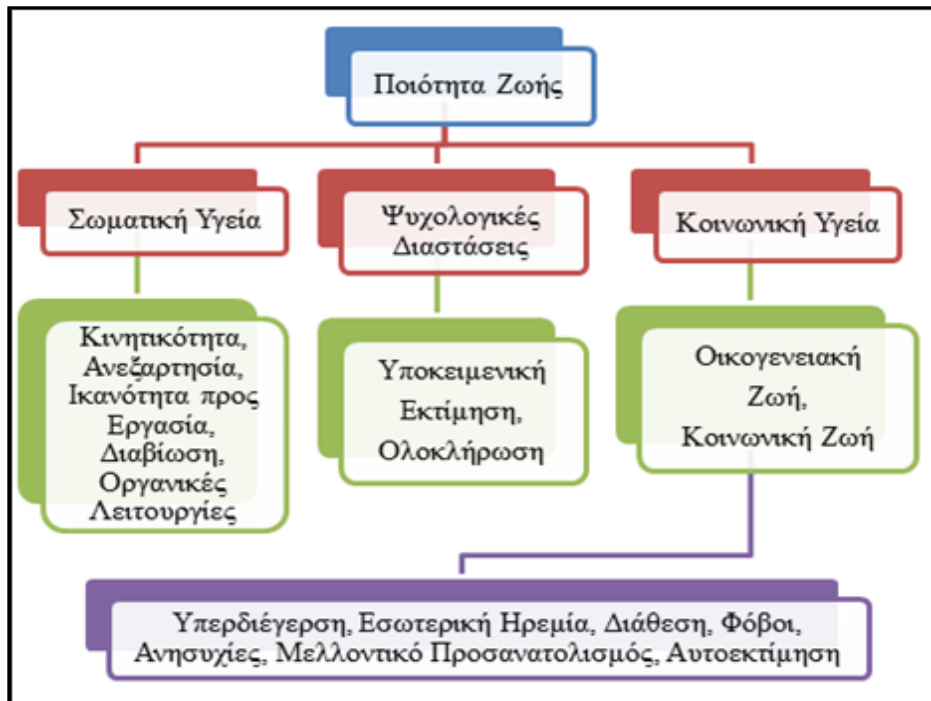 Ποιότητα Ζωής
Σωματική Υγεία
Ψυχολογικές
Διαστάσεις
Κοινωνική Υγεία
Κινητικότητα,
Ανεξαρτησία,
Ικανότητα προς
Εργασία,
Διαβίωση,
Οργανικές
Λειτουργίες
Υποκειμενική
Εκτίμηση,
Ολοκλήρωση
Οικογενειακή
Ζωή,
Κοινωνική Ζωή
Υπερδιέγερση, Εσωτερική Ηρεμία, Διάθεση, Φόβοι,
Ανησυχίες, Μελλοντικό Προσανατολισμός, Αυτοεκτίμηση